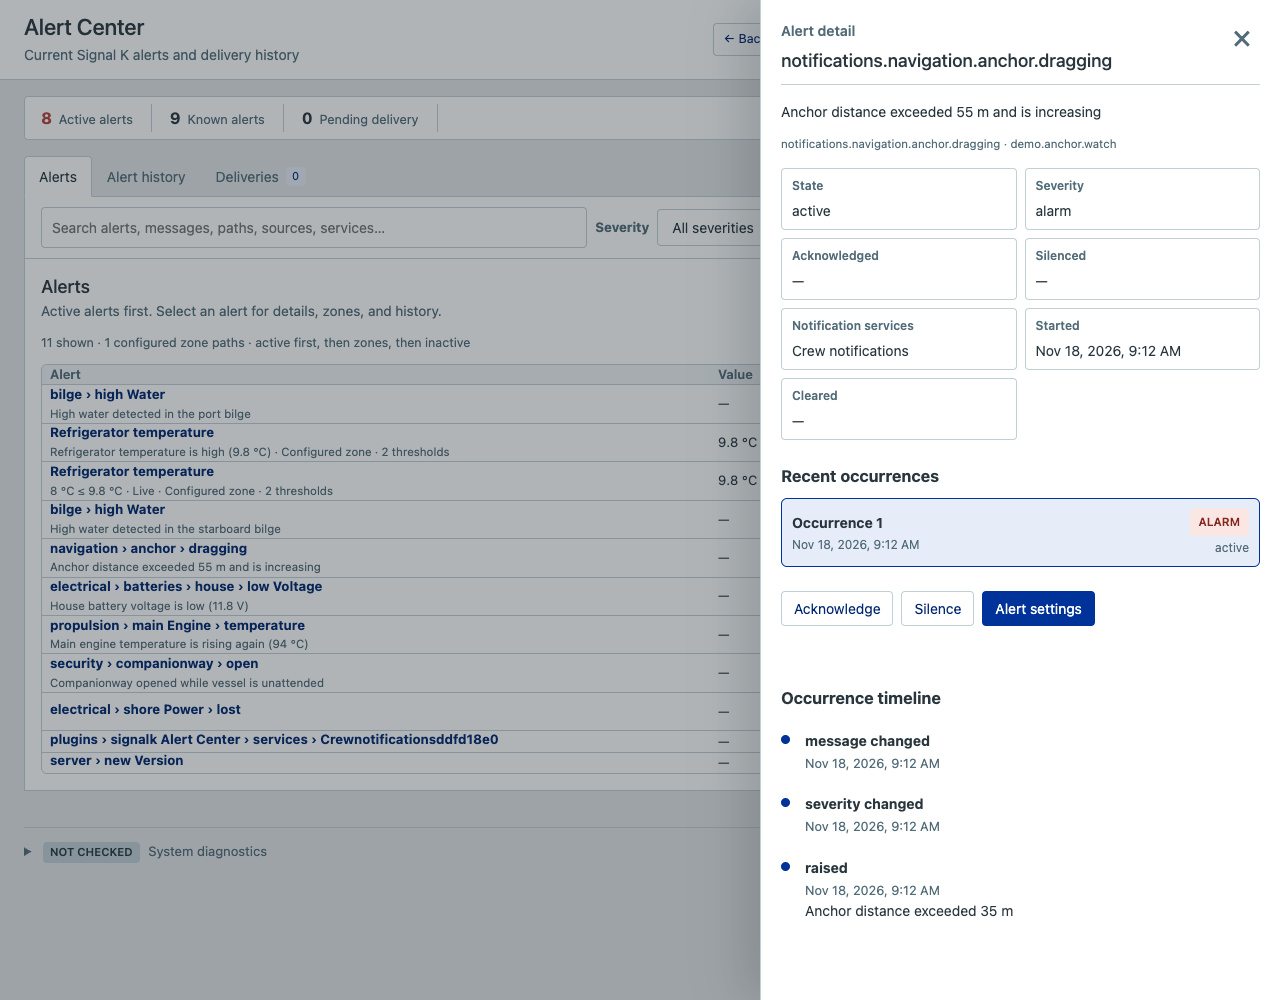 Alert Center
Current Signal K alerts and delivery history
← Bac
8 Active alerts
9 Known alerts
0 Pending delivery
Alerts
Alert history
Deliveries 0
Search alerts, messages, paths, sources, services...
Severity
All severities
Alerts
Active alerts first. Select an alert for details, zones, and history.
11 shown · 1 configured zone paths · active first, then zones, then inactive
Alert Value
bilge › high Water
High water detected in the port bilge
—
Refrigerator temperature
Refrigerator temperature is high (9.8 °C) · Configured zone · 2 thresholds
9.8 °C
Refrigerator temperature
8 °C ≤ 9.8 °C · Live · Configured zone · 2 thresholds
9.8 °C
bilge › high Water
High water detected in the starboard bilge
—
navigation › anchor › dragging
Anchor distance exceeded 55 m and is increasing
—
electrical › batteries › house › low Voltage
House battery voltage is low (11.8 V)
—
propulsion › main Engine › temperature
Main engine temperature is rising again (94 °C)
—
security › companionway › open
Companionway opened while vessel is unattended
—
electrical › shore Power › lost
—
plugins › signalk Alert Center › services › Crewnotificationsddfd18e0
—
server › new Version
—
NOT CHECKED System diagnostics
Alert detail
notifications.navigation.anchor.dragging
Anchor distance exceeded 55 m and is increasing
notifications.navigation.anchor.dragging · demo.anchor.watch
State
active
Severity
alarm
Acknowledged
—
Silenced
—
Notification services
Crew notifications
Started
Nov 18, 2026, 9:12 AM
Cleared
—
Recent occurrences
Occurrence 1
Nov 18, 2026, 9:12 AM
ALARM
active
Acknowledge
Silence
Alert settings
Occurrence timeline
message changed
Nov 18, 2026, 9:12 AM
severity changed
Nov 18, 2026, 9:12 AM
raised
Nov 18, 2026, 9:12 AM
Anchor distance exceeded 35 m